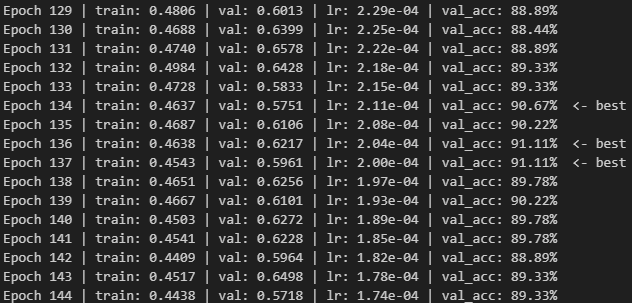 Epoch 129 | train: 0.4806 | val: 0.6013 | lr: 2.29e-04 | val_acc: 88.89%
Epoch 130 | train: 0.4688 | val: 0.6399 | lr: 2.25e-04 | val_acc: 88.44%
Epoch 131 | train: 0.4740 | val: 0.6578 | lr: 2.22e-04 | val_acc: 88.89%
Epoch 132 | train: 0.4984 | val: 0.6428 | lr: 2.18e-04 | val_acc: 89.33%
Epoch 133 | train: 0.4728 | val: 0.5833 | lr: 2.15e-04 | val_acc: 89.33%
Epoch 134 | train: 0.4637 | val: 0.5751 | lr: 2.11e-04 | val_acc: 90.67%  <- best
Epoch 135 | train: 0.4687 | val: 0.6106 | lr: 2.08e-04 | val_acc: 90.22%
Epoch 136 | train: 0.4638 | val: 0.6217 | lr: 2.04e-04 | val_acc: 91.11%  <- best
Epoch 137 | train: 0.4543 | val: 0.5961 | lr: 2.00e-04 | val_acc: 91.11%  <- best
Epoch 138 | train: 0.4651 | val: 0.6256 | lr: 1.97e-04 | val_acc: 89.78%
Epoch 139 | train: 0.4667 | val: 0.6101 | lr: 1.93e-04 | val_acc: 90.22%
Epoch 140 | train: 0.4503 | val: 0.6272 | lr: 1.89e-04 | val_acc: 89.78%
Epoch 141 | train: 0.4541 | val: 0.6228 | lr: 1.85e-04 | val_acc: 89.78%
Epoch 142 | train: 0.4409 | val: 0.5964 | lr: 1.82e-04 | val_acc: 88.89%
Epoch 143 | train: 0.4517 | val: 0.6498 | lr: 1.78e-04 | val_acc: 89.33%
Epoch 144 | train: 0.4438 | val: 0.5718 | lr: 1.74e-04 | val_acc: 89.33%